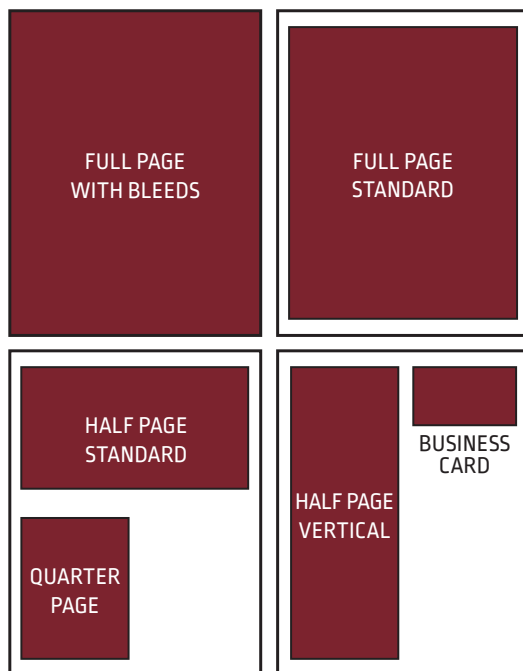 FULL PAGE
WITH BLEEDS
FULL PAGE
STANDARD
HALF PAGE
STANDARD
QUARTER
PAGE
HALF PAGE
VERTICAL
BUSINESS
CARD